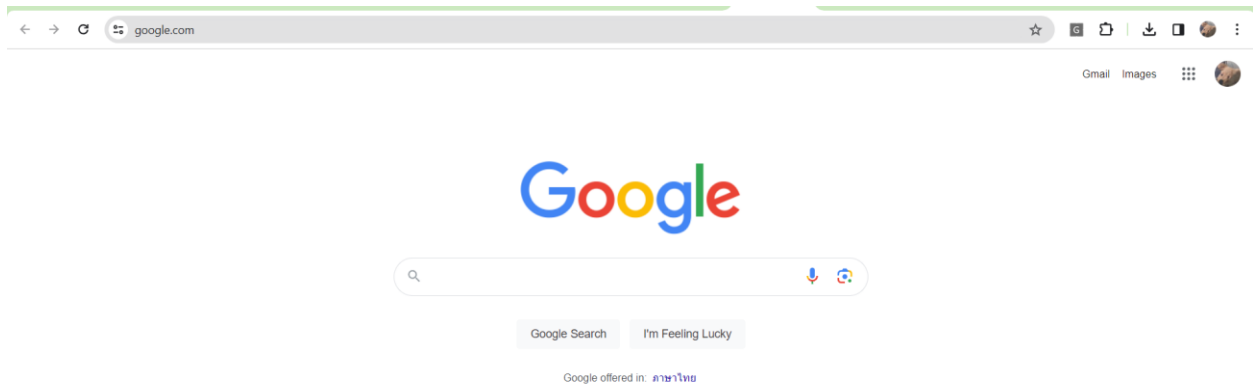 google.com
G
Gmail Images
Google
Google Search I'm Feeling Lucky
Google offered in: ภาษาไทย